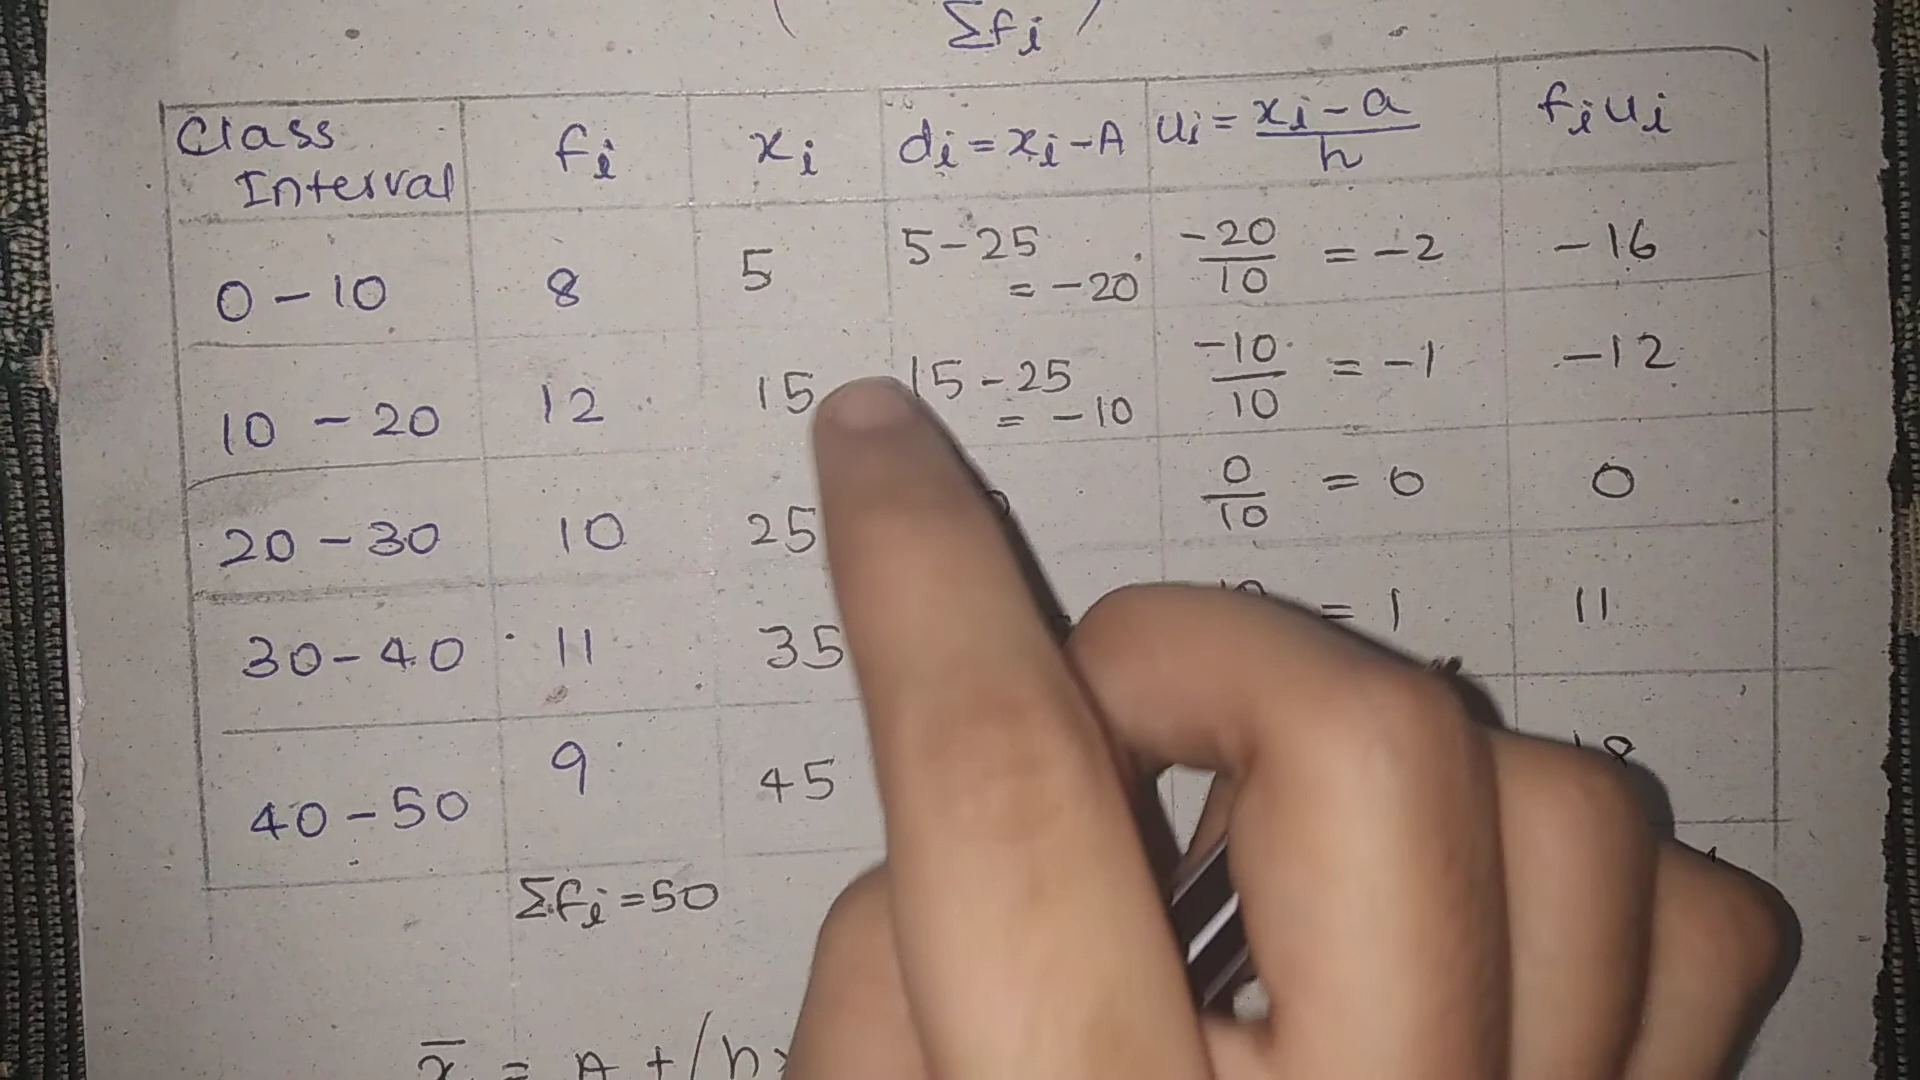 Σfi
Class Interval fi xi di = xi - A ui = xi - a / h fiui
0 - 10 8 5 5 - 25 = -20 -20/10 = -2 -16
10 - 20 12 15 15 - 25 = -10 -10/10 = -1 -12
20 - 30 10 25 0/10 = 0 0
30 - 40 11 35 = 1 11
40 - 50 9 45 18
Σfi = 50
x̄ = A + (h×